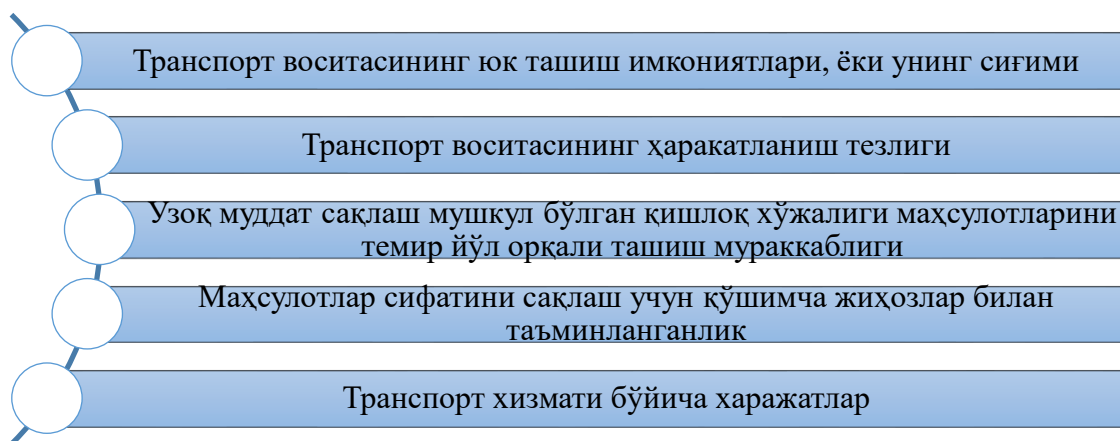 Транспорт воситасининг юк ташиш имкониятлари, ёки унинг сиғими
Транспорт воситасининг ҳаракатланиш тезлиги
Узоқ муддат сақлаш мушкул бўлган қишлоқ хўжалиги маҳсулотларини
темир йўл орқали ташиш мураккаблиги
Маҳсулотлар сифатини сақлаш учун қўшимча жиҳозлар билан
таъминланганлик
Транспорт хизмати бўйича харажатлар